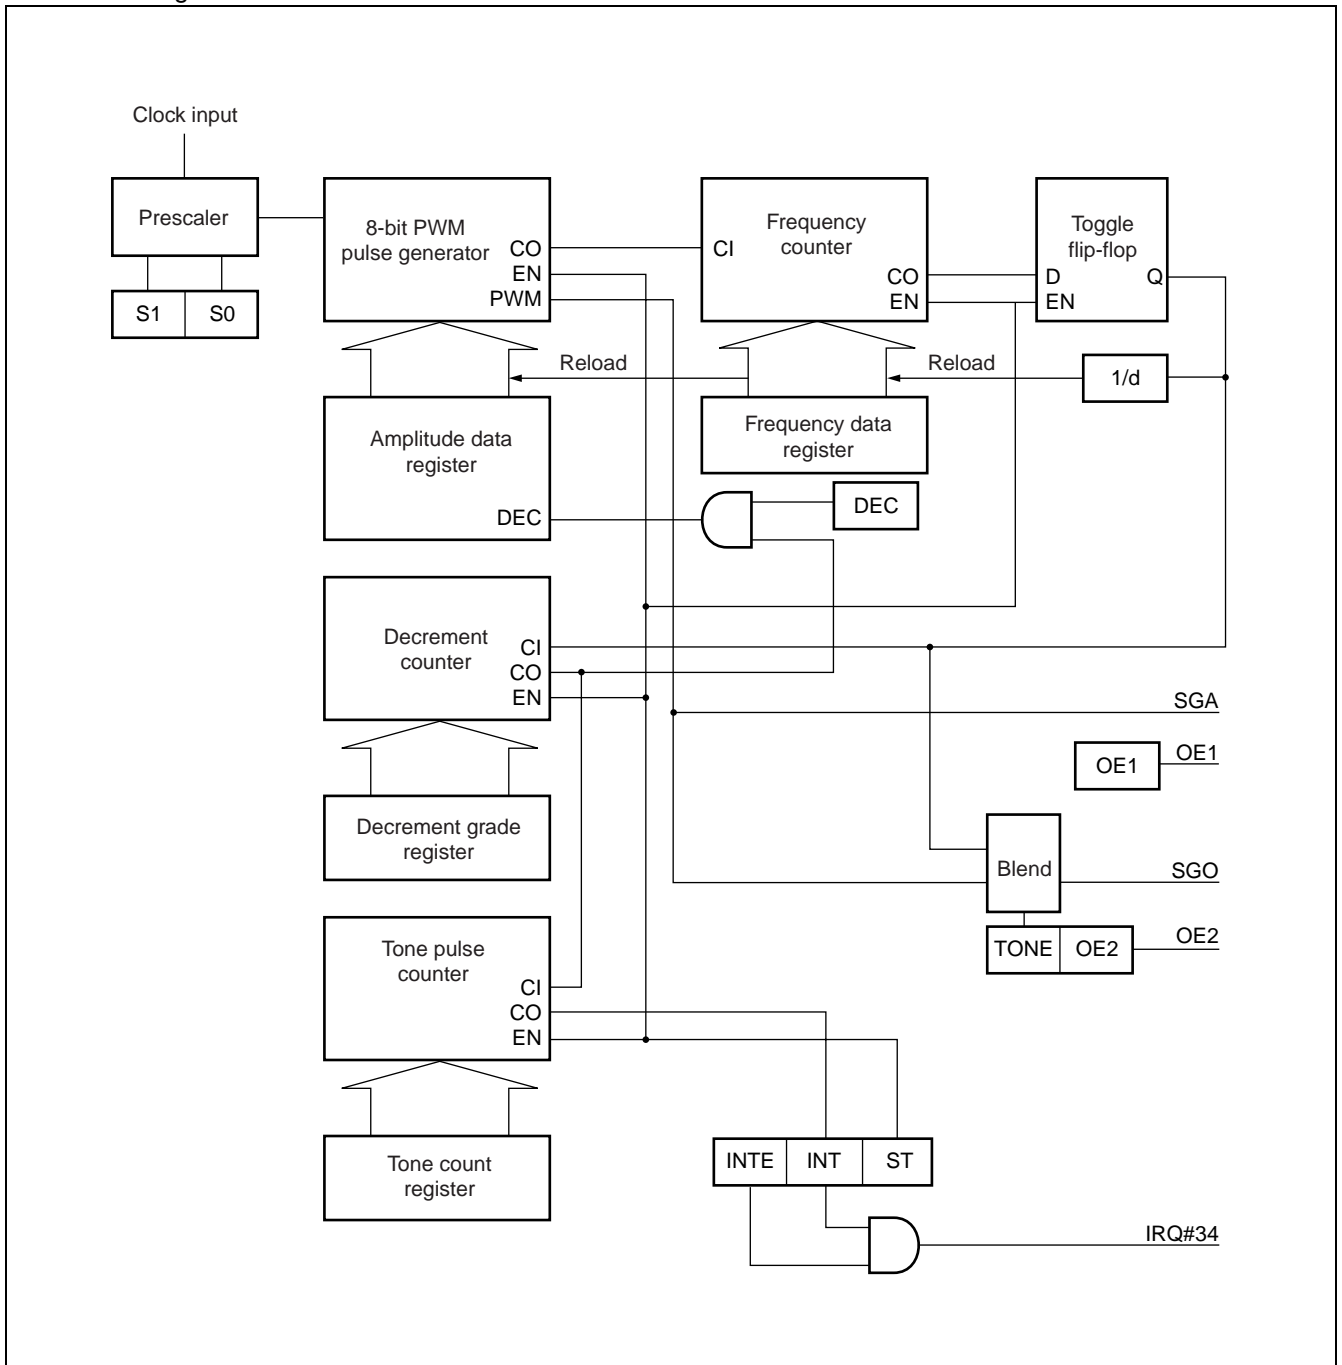 Clock input
Prescaler
S1 S0
8-bit PWM
pulse generator
CO
EN
PWM
Frequency
counter
CI
CO
EN
Toggle
flip-flop
D
Q
EN
Reload
Reload
1/d
Amplitude data
register
DEC
Frequency data
register
DEC
Decrement
counter
CI
CO
EN
SGA
OE1
OE1
Decrement grade
register
Blend
SGO
TONE OE2
OE2
Tone pulse
counter
CI
CO
EN
Tone count
register
INTE INT ST
IRQ#34